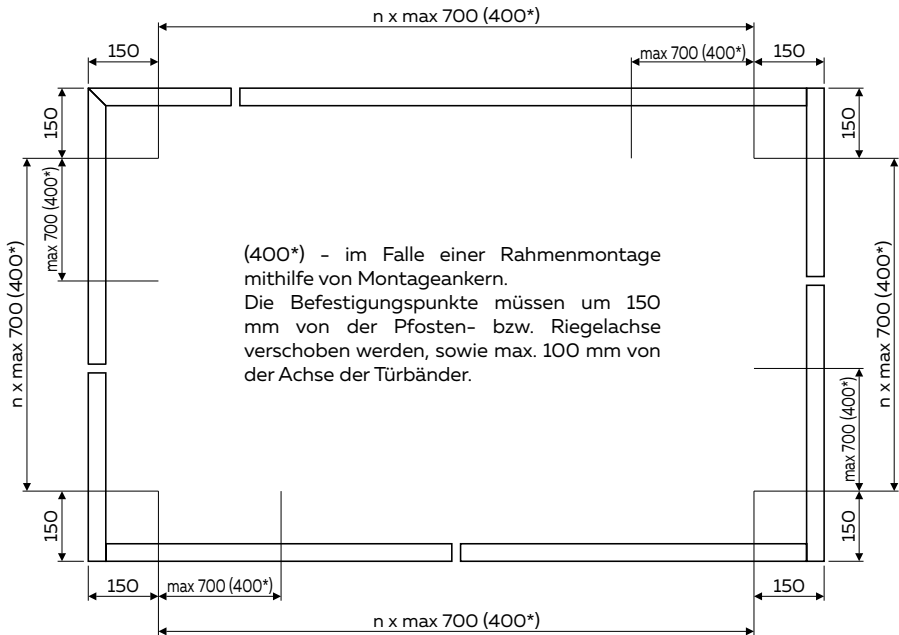 n x max 700 (400*)
150
max 700 (400*)
150
150
150
max 700 (400*)
n x max 700 (400*)
(400*) - im Falle einer Rahmenmontage
mithilfe von Montageankern.
Die Befestigungspunkte müssen um 150
mm von der Pfosten- bzw. Riegelachse
verschoben werden, sowie max. 100 mm von
der Achse der Türbänder.
n x max 700 (400*)
max 700 (400*)
150
150
150
max 700 (400*)
150
n x max 700 (400*)